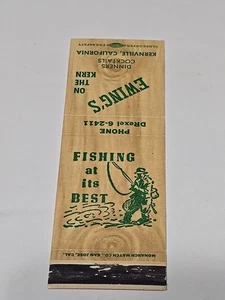 KERNVILLE, CALIFORNIA
COCKTAILS
DINNERS
ON
THE
KERN
EWING'S
PHONE
DRexel 6-2411
FISHING
at
its
BEST
MONARCH MATCH CO., SAN JOSE, CAL.